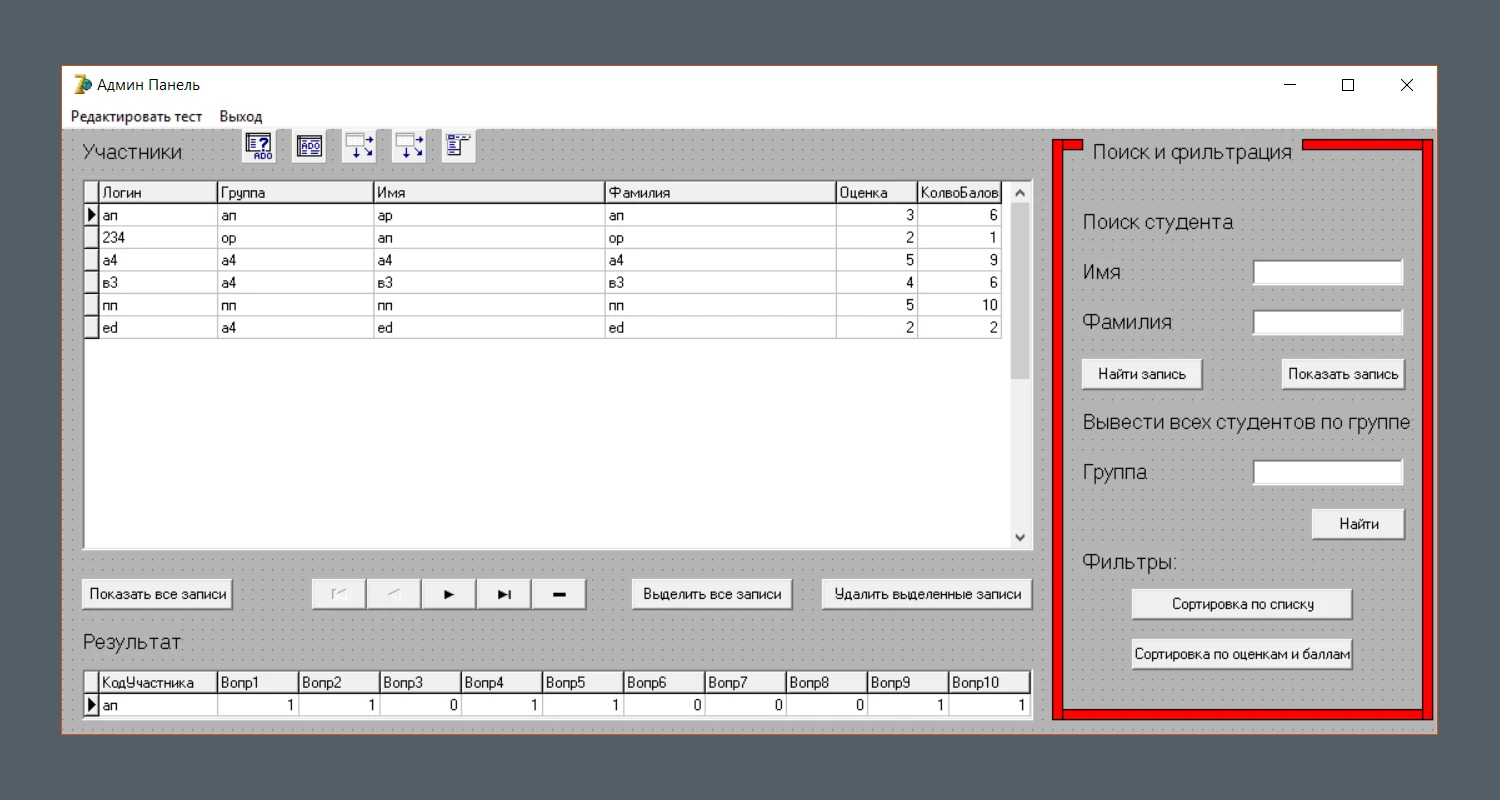 Админ Панель
Редактировать тест Выход
Участники
? ADO ADO
Логин Группа Имя Фамилия Оценка КолвоБалов
ап ап ар ап 3 6
234 ор ап ор 2 1
а4 а4 а4 а4 5 9
в3 а4 в3 в3 4 6
пп пп пп пп 5 10
ed а4 ed ed 2 2
Показать все записи Выделить все записи Удалить выделенные записи
Результат
КодУчастника Вопр1 Вопр2 Вопр3 Вопр4 Вопр5 Вопр6 Вопр7 Вопр8 Вопр9 Вопр10
ап 1 1 0 1 1 0 0 0 1 1
Поиск и фильтрация
Поиск студента
Имя
Фамилия
Найти запись Показать запись
Вывести всех студентов по группе
Группа
Найти
Фильтры:
Сортировка по списку
Сортировка по оценкам и баллам